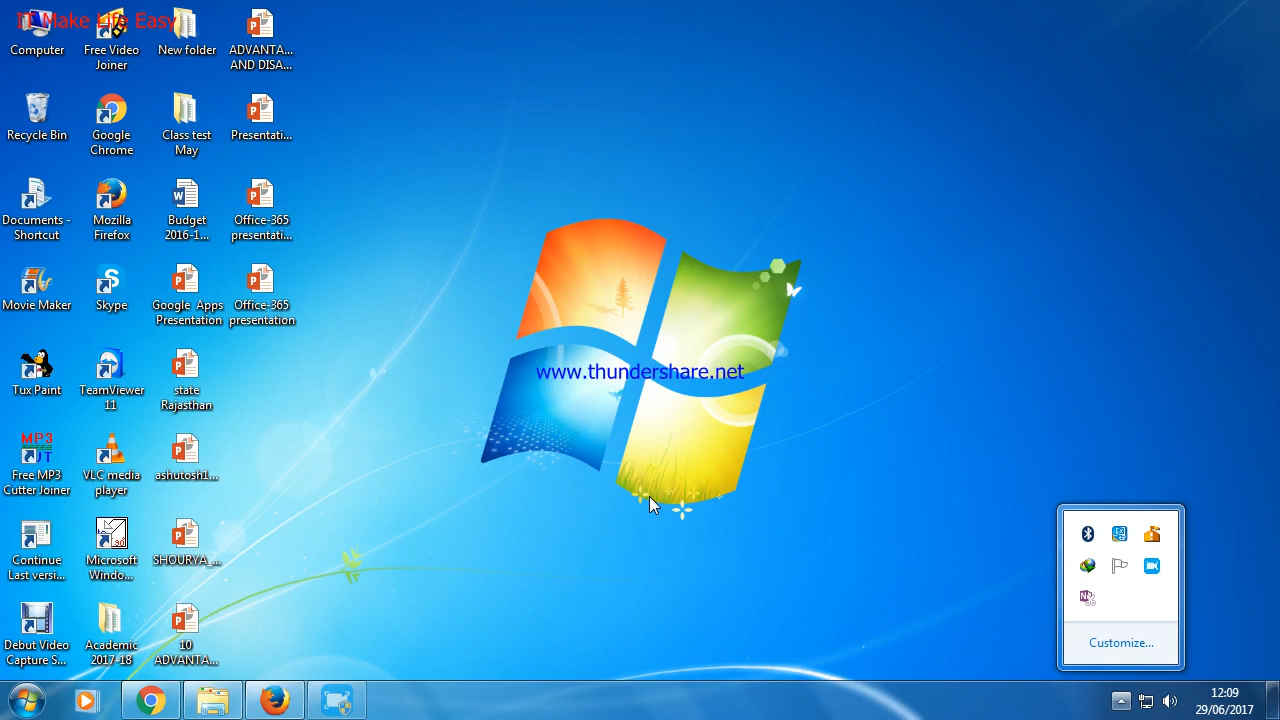 IT Make Life Easy
Computer
Free Video
Joiner
New folder
ADVANTA...
AND DISA...
Recycle Bin
Google
Chrome
Class test
May
Presentati...
Documents -
Shortcut
Mozilla
Firefox
Budget
2016-1...
Office-365
presentati...
Movie Maker
Skype
Google Apps
Presentation
Office-365
presentation
Tux Paint
TeamViewer
11
state
Rajasthan
www.thundershare.net
MP3
Free MP3
Cutter Joiner
VLC media
player
ashutosh1...
Continue
Last versi...
Microsoft
Windo...
SHOURYA_...
Debut Video
Capture S...
Academic
2017-18
10
ADVANTA...
Customize...
12:09
29/06/2017